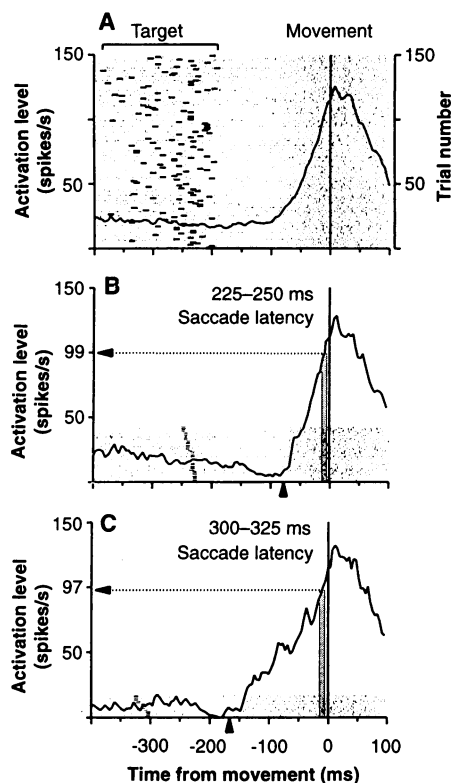 A
Target
Movement
150
50
Activation level
(spikes/s)
150
50
Trial number
B
225–250 ms
Saccade latency
150
99
50
Activation level
(spikes/s)
C
300–325 ms
Saccade latency
150
97
50
Activation level
(spikes/s)
-300
-200
-100
0
100
Time from movement (ms)